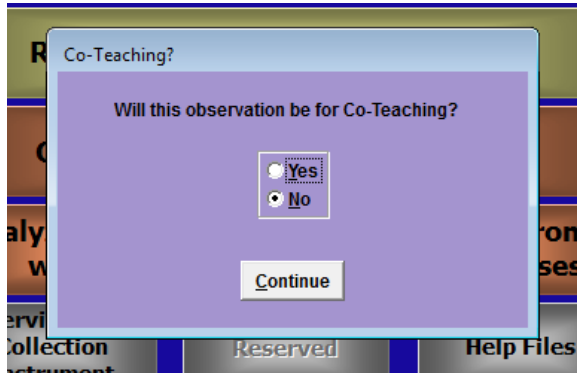 Co-Teaching?
Will this observation be for Co-Teaching?
Yes
No
Continue
Collection
Reserved
Help Files